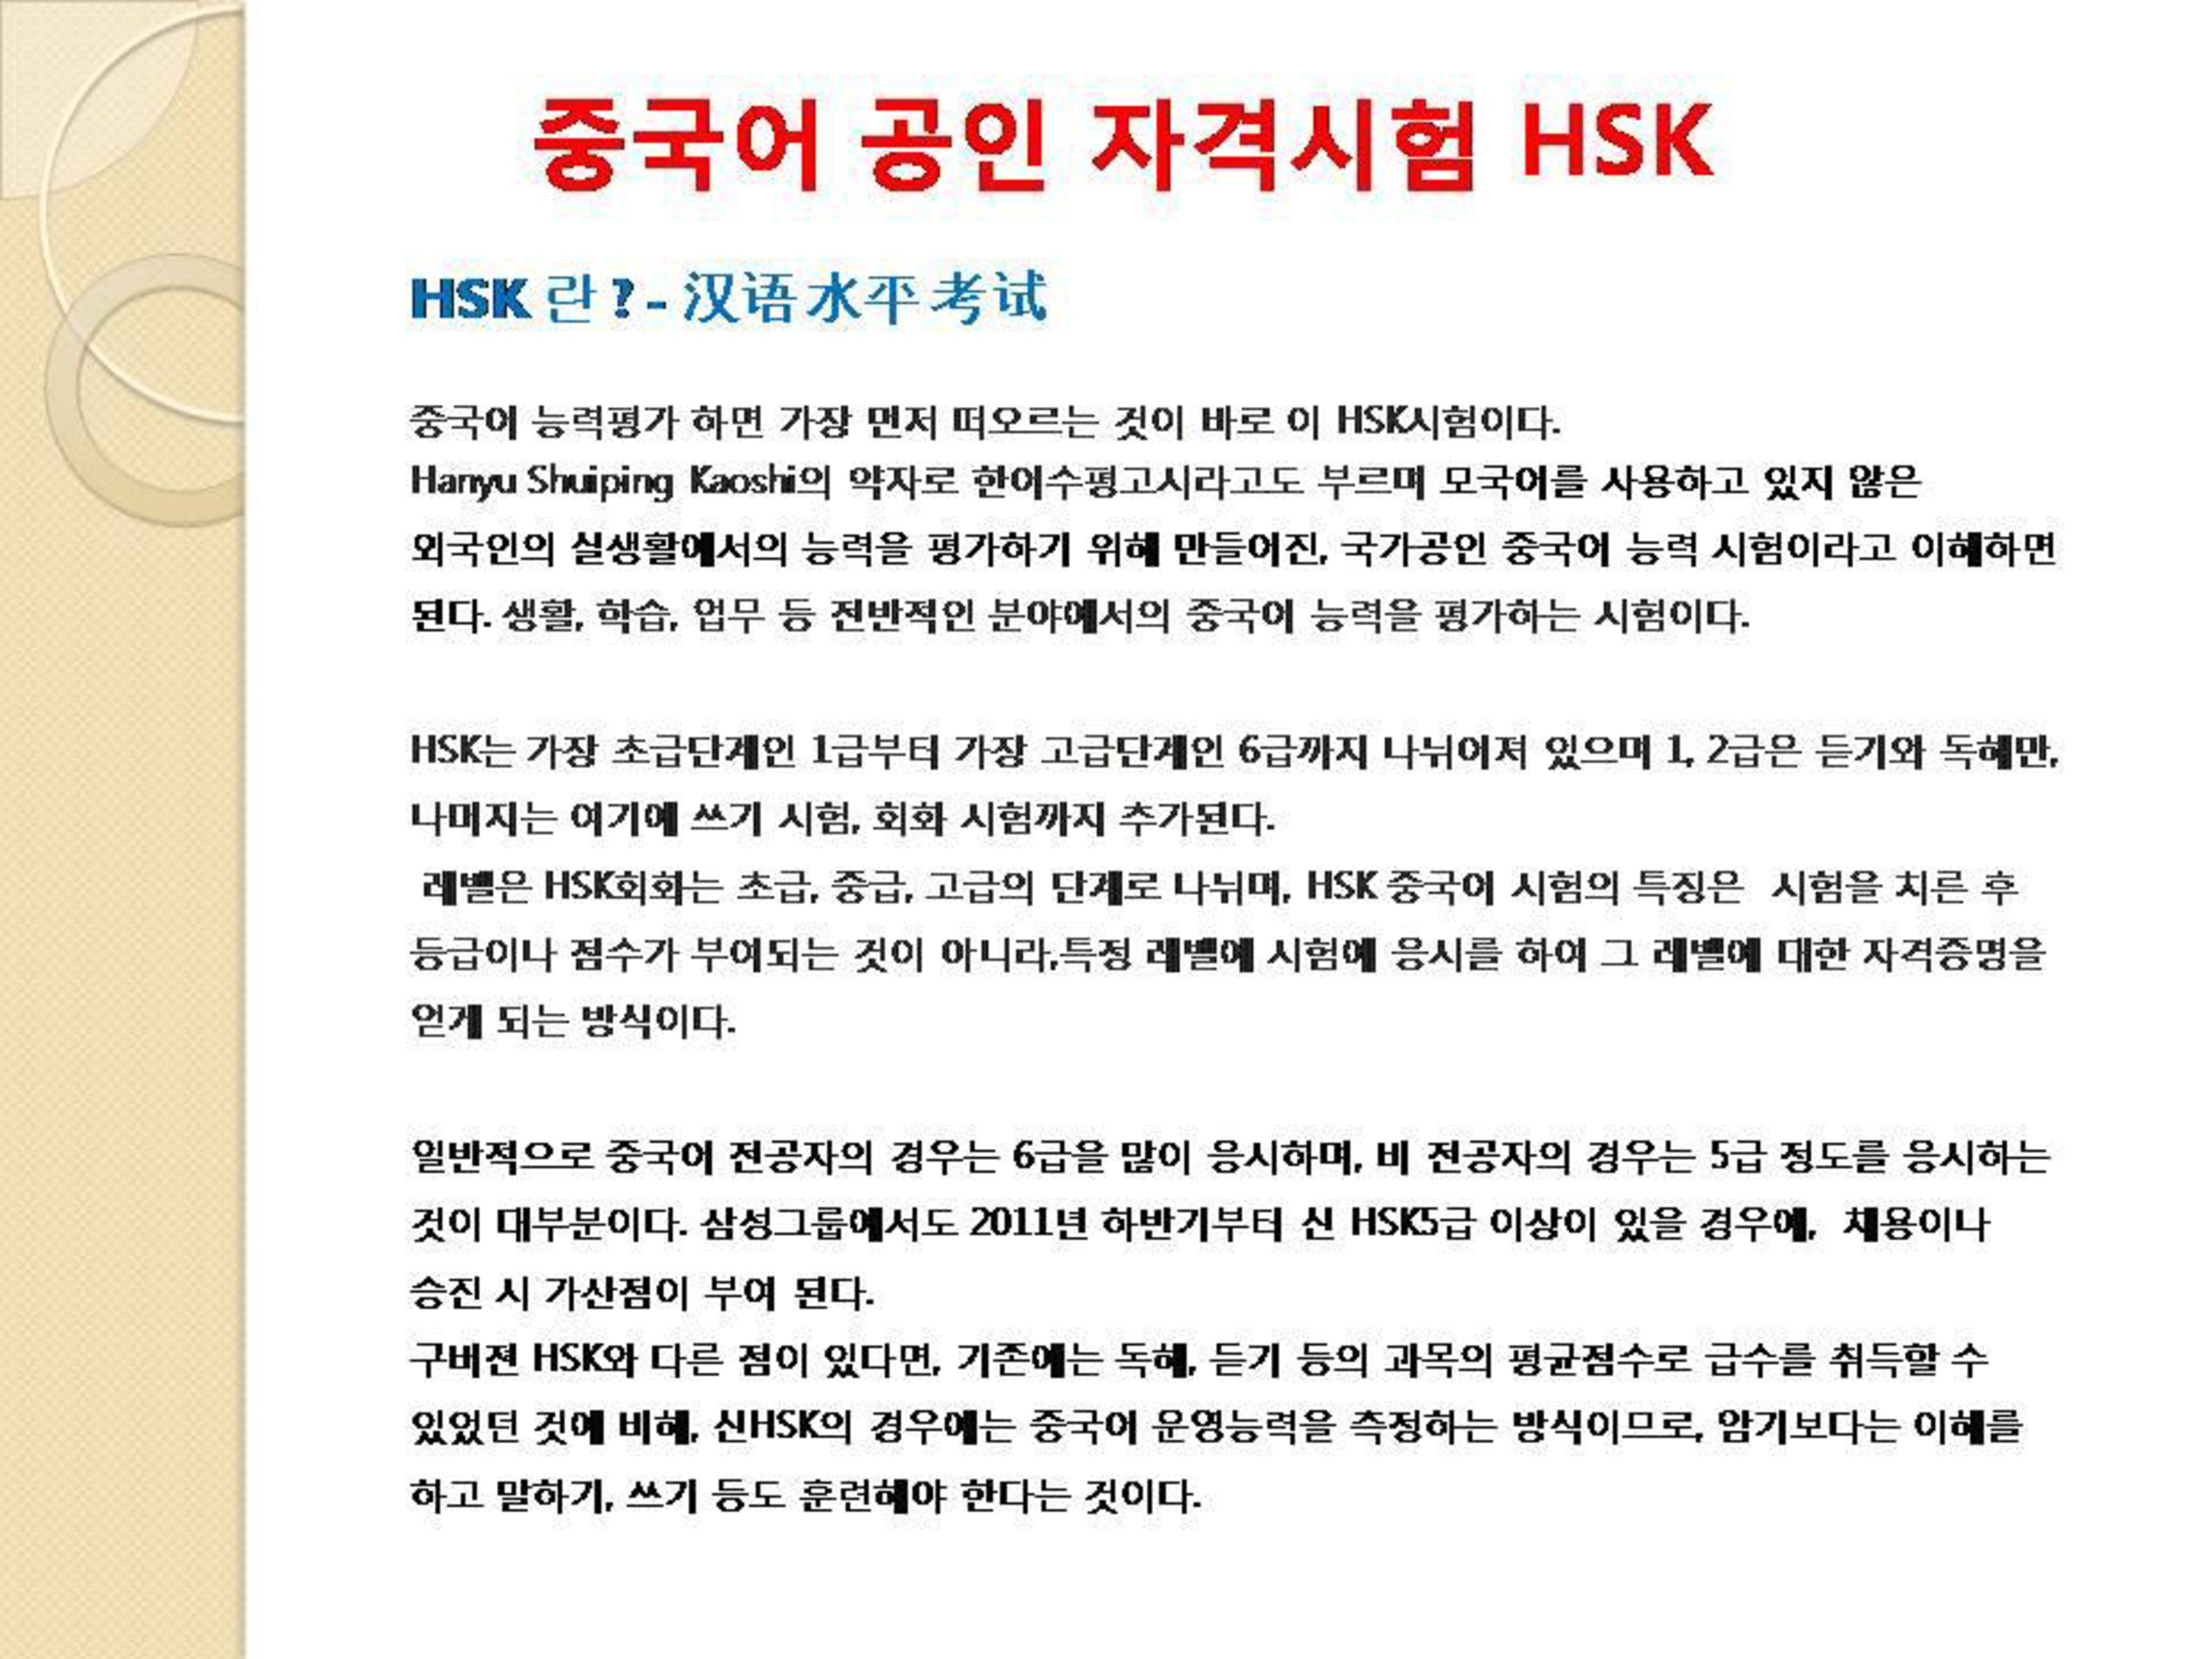 중국어 공인 자격시험 HSK
HSK 란 ? - 汉语水平考试
중국어 능력평가 하면 가장 먼저 떠오르는 것이 바로 이 HSK시험이다.
Hanyu Shuiping Kaoshi의 약자로 한어수평고시라고도 부르며 모국어를 사용하고 있지 않은
외국인의 실생활에서의 능력을 평가하기 위해 만들어진, 국가공인 중국어 능력 시험이라고 이해하면
된다. 생활, 학습, 업무 등 전반적인 분야에서의 중국어 능력을 평가하는 시험이다.
HSK는 가장 초급단계인 1급부터 가장 고급단계인 6급까지 나뉘어져 있으며 1, 2급은 듣기와 독해만,
나머지는 여기에 쓰기 시험, 회화 시험까지 추가된다.
레벨은 HSK회화는 초급, 중급, 고급의 단계로 나뉘며, HSK 중국어 시험의 특징은 시험을 치른 후
등급이나 점수가 부여되는 것이 아니라,특정 레벨에 시험에 응시를 하여 그 레벨에 대한 자격증명을
얻게 되는 방식이다.
일반적으로 중국어 전공자의 경우는 6급을 많이 응시하며, 비 전공자의 경우는 5급 정도를 응시하는
것이 대부분이다. 삼성그룹에서도 2011년 하반기부터 신 HSK5급 이상이 있을 경우에, 채용이나
승진 시 가산점이 부여 된다.
구버젼 HSK와 다른 점이 있다면, 기존에는 독해, 듣기 등의 과목의 평균점수로 급수를 취득할 수
있었던 것에 비해, 신HSK의 경우에는 중국어 운영능력을 측정하는 방식이므로, 암기보다는 이해를
하고 말하기, 쓰기 등도 훈련해야 한다는 것이다.